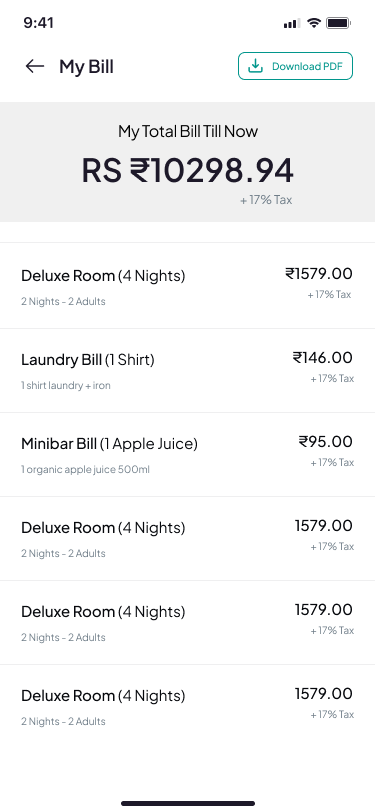 9:41
My Bill
Download PDF
My Total Bill Till Now
RS ₹10298.94
+ 17% Tax
Deluxe Room (4 Nights)
₹1579.00
2 Nights - 2 Adults
+ 17% Tax
Laundry Bill (1 Shirt)
₹146.00
1 shirt laundry + iron
+ 17% Tax
Minibar Bill (1 Apple Juice)
₹95.00
1 organic apple juice 500ml
+ 17% Tax
Deluxe Room (4 Nights)
1579.00
2 Nights - 2 Adults
+ 17% Tax
Deluxe Room (4 Nights)
1579.00
2 Nights - 2 Adults
+ 17% Tax
Deluxe Room (4 Nights)
1579.00
2 Nights - 2 Adults
+ 17% Tax